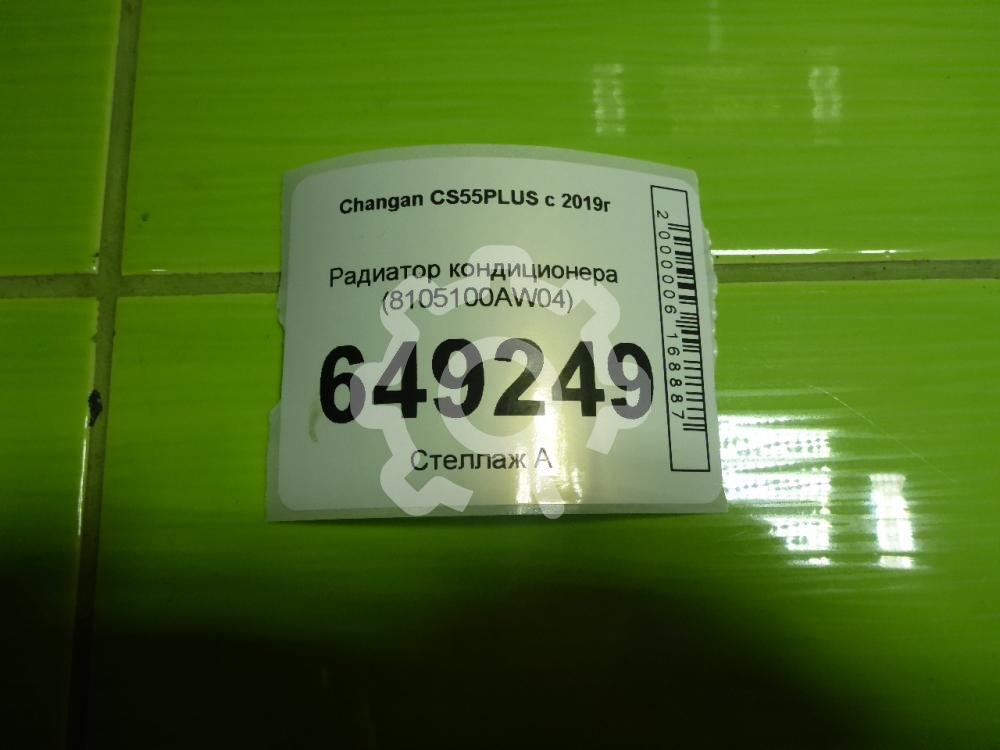 Changan CS55PLUS с 2019г
Радиатор кондиционера
(8105100AW04)
649249
Стеллаж А
2000006168887